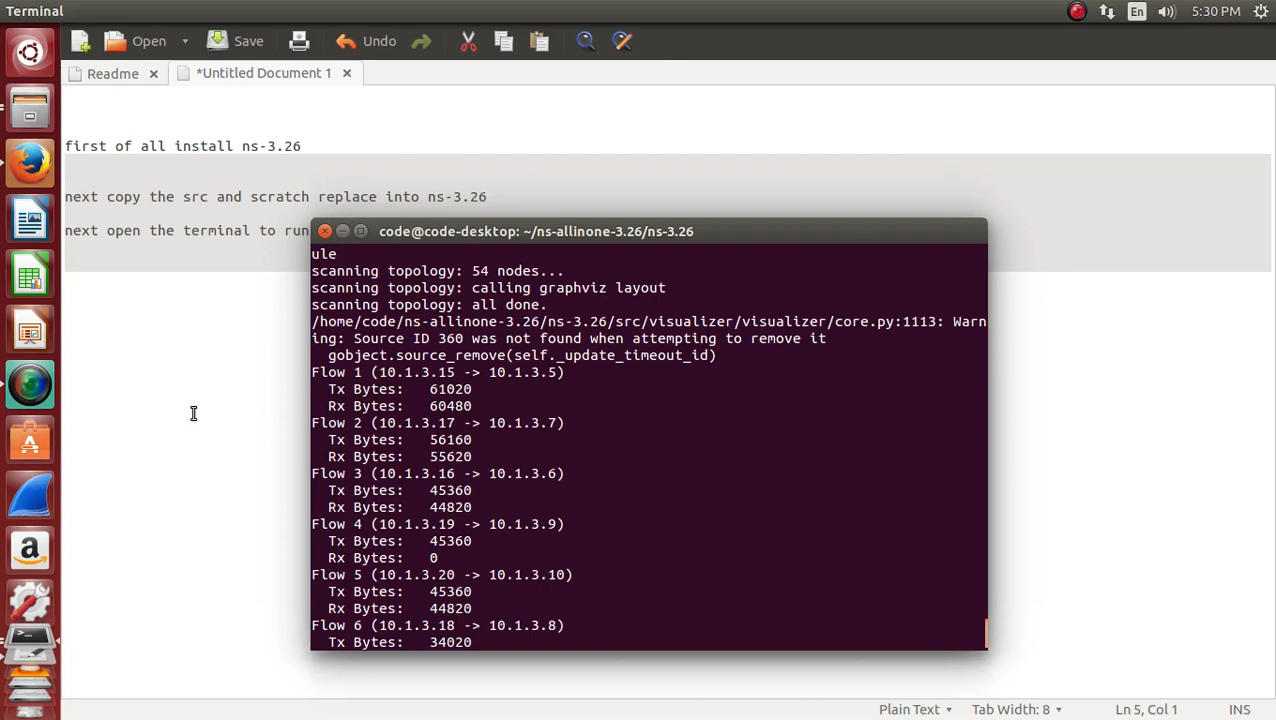 Terminal
En
5:30 PM
Open
Save
Undo
Readme
*Untitled Document 1
first of all install ns-3.26
next copy the src and scratch replace into ns-3.26
next open the terminal to run
code@code-desktop: ~/ns-allinone-3.26/ns-3.26
ule
scanning topology: 54 nodes...
scanning topology: calling graphviz layout
scanning topology: all done.
/home/code/ns-allinone-3.26/ns-3.26/src/visualizer/visualizer/core.py:1113: Warn
ing: Source ID 360 was not found when attempting to remove it
  gobject.source_remove(self._update_timeout_id)
Flow 1 (10.1.3.15 -> 10.1.3.5)
  Tx Bytes:   61020
  Rx Bytes:   60480
Flow 2 (10.1.3.17 -> 10.1.3.7)
  Tx Bytes:   56160
  Rx Bytes:   55620
Flow 3 (10.1.3.16 -> 10.1.3.6)
  Tx Bytes:   45360
  Rx Bytes:   44820
Flow 4 (10.1.3.19 -> 10.1.3.9)
  Tx Bytes:   45360
  Rx Bytes:   0
Flow 5 (10.1.3.20 -> 10.1.3.10)
  Tx Bytes:   45360
  Rx Bytes:   44820
Flow 6 (10.1.3.18 -> 10.1.3.8)
  Tx Bytes:   34020
Plain Text
Tab Width: 8
Ln 5, Col 1
INS